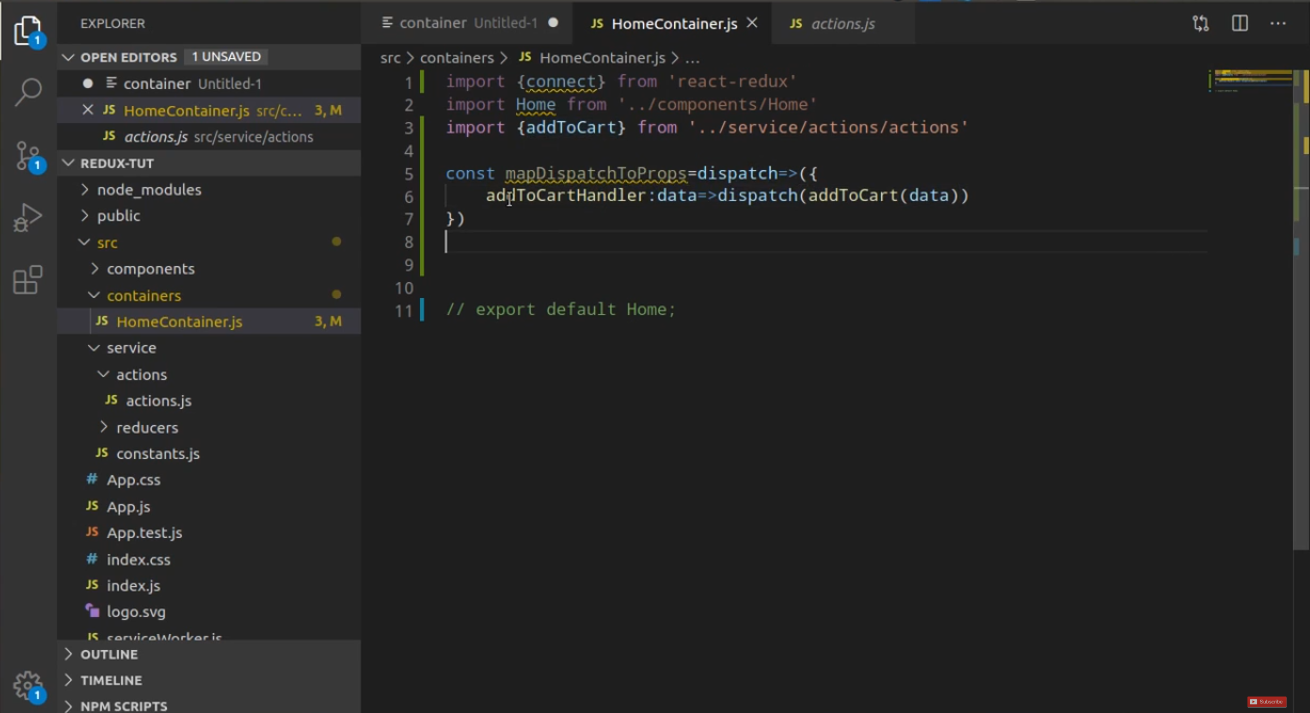 EXPLORER
OPEN EDITORS 1 UNSAVED
container Untitled-1
JS HomeContainer.js src/c... 3, M
JS actions.js src/service/actions
REDUX-TUT
node_modules
public
src
components
containers
JS HomeContainer.js 3, M
service
actions
JS actions.js
reducers
JS constants.js
# App.css
JS App.js
JS App.test.js
# index.css
JS index.js
logo.svg
JS serviceWorker.js
OUTLINE
TIMELINE
NPM SCRIPTS
1
1
1
container Untitled-1
JS HomeContainer.js
JS actions.js
src > containers > JS HomeContainer.js > ...
1 import {connect} from 'react-redux'
2 import Home from '../components/Home'
3 import {addToCart} from '../service/actions/actions'
4
5 const mapDispatchToProps=dispatch=>({
6 addToCartHandler:data=>dispatch(addToCart(data))
7 })
8
9
10
11 // export default Home;
Subscribe